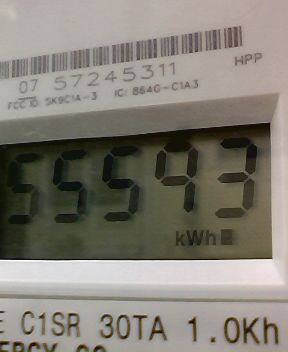 HPP
07 57245311
FCC ID: SK9C1A-3 IC: 864G-C1A3
55593
kWh
E C1SR 30TA 1.0Kh